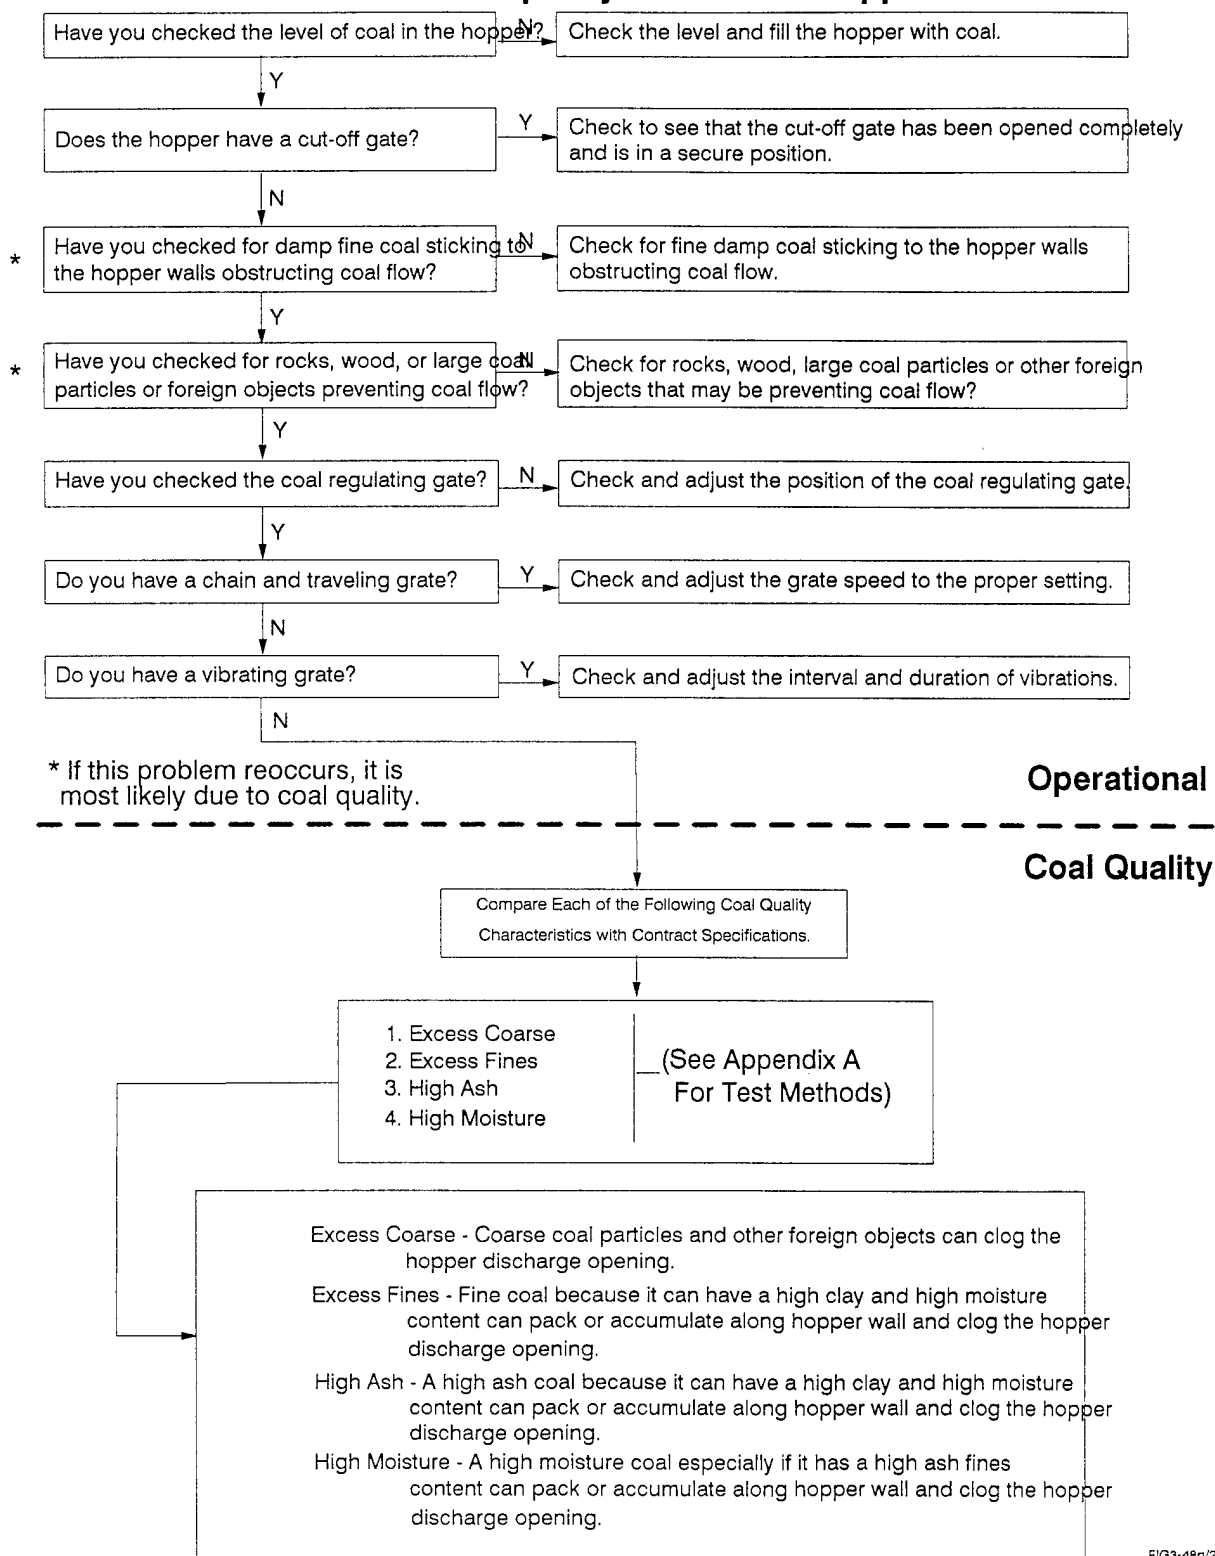 Have you checked the level of coal in the hopper?
N
Check the level and fill the hopper with coal.
Y
Does the hopper have a cut-off gate?
Y
Check to see that the cut-off gate has been opened completely
and is in a secure position.
N
*
Have you checked for damp fine coal sticking to
the hopper walls obstructing coal flow?
N
Check for fine damp coal sticking to the hopper walls
obstructing coal flow.
Y
*
Have you checked for rocks, wood, or large coal
particles or foreign objects preventing coal flow?
N
Check for rocks, wood, large coal particles or other foreign
objects that may be preventing coal flow?
Y
Have you checked the coal regulating gate?
N
Check and adjust the position of the coal regulating gate.
Y
Do you have a chain and traveling grate?
Y
Check and adjust the grate speed to the proper setting.
N
Do you have a vibrating grate?
Y
Check and adjust the interval and duration of vibrations.
N
* If this problem reoccurs, it is
most likely due to coal quality.
Operational
Coal Quality
Compare Each of the Following Coal Quality
Characteristics with Contract Specifications.
1. Excess Coarse
2. Excess Fines
3. High Ash
4. High Moisture
(See Appendix A
For Test Methods)
Excess Coarse - Coarse coal particles and other foreign objects can clog the
hopper discharge opening.
Excess Fines - Fine coal because it can have a high clay and high moisture
content can pack or accumulate along hopper wall and clog the hopper
discharge opening.
High Ash - A high ash coal because it can have a high clay and high moisture
content can pack or accumulate along hopper wall and clog the hopper
discharge opening.
High Moisture - A high moisture coal especially if it has a high ash fines
content can pack or accumulate along hopper wall and clog the hopper
discharge opening.